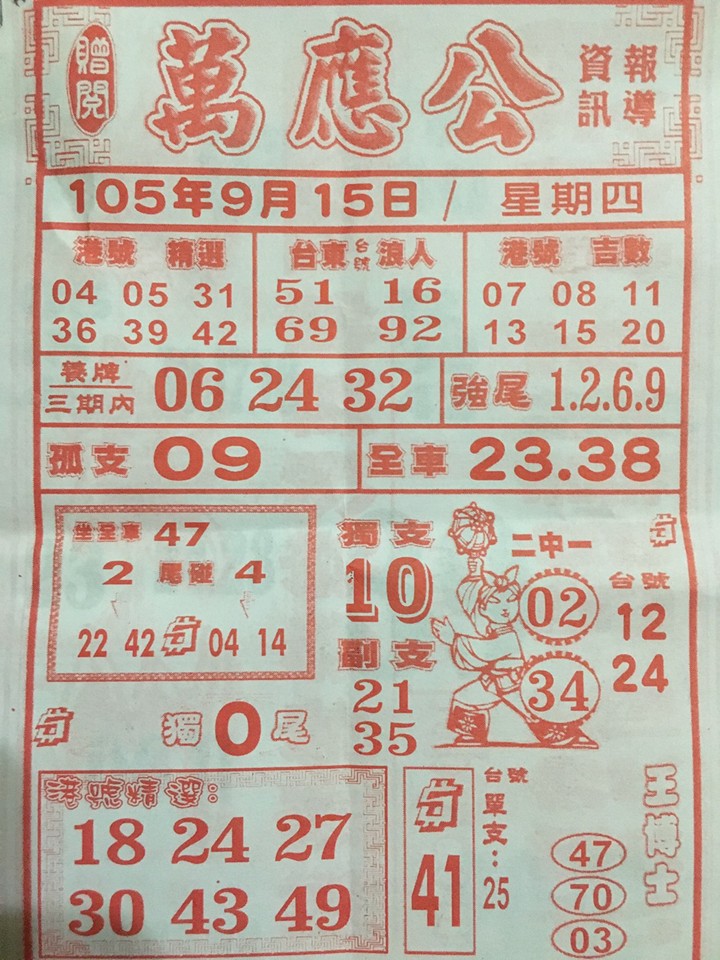 贈閱
萬應公
資訊
報導
105年9月15日 / 星期四
港號 精選
04 05 31
36 39 42
台東台號浪人
51 16
69 92
港號 吉數
07 08 11
13 15 20
養牌
三期內
06 24 32
強尾 1.2.6.9
孤支 09
全車 23.38
坐全車 47
2 尾碰 4
22 42 04 14
獨支
10
副支
21
35
二中一
02
34
台號
12
24
獨 0 尾
港號精選:
18 24 27
30 43 49
41
台號
單支:25
王博士
47
70
03